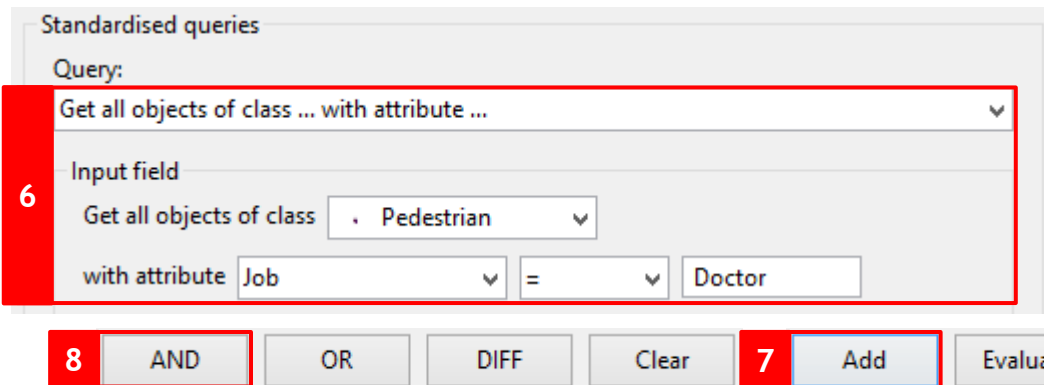 Standardised queries
Query:
Get all objects of class ... with attribute ...
Input field
6
Get all objects of class Pedestrian
with attribute Job = Doctor
8 AND OR DIFF Clear 7 Add Evalua